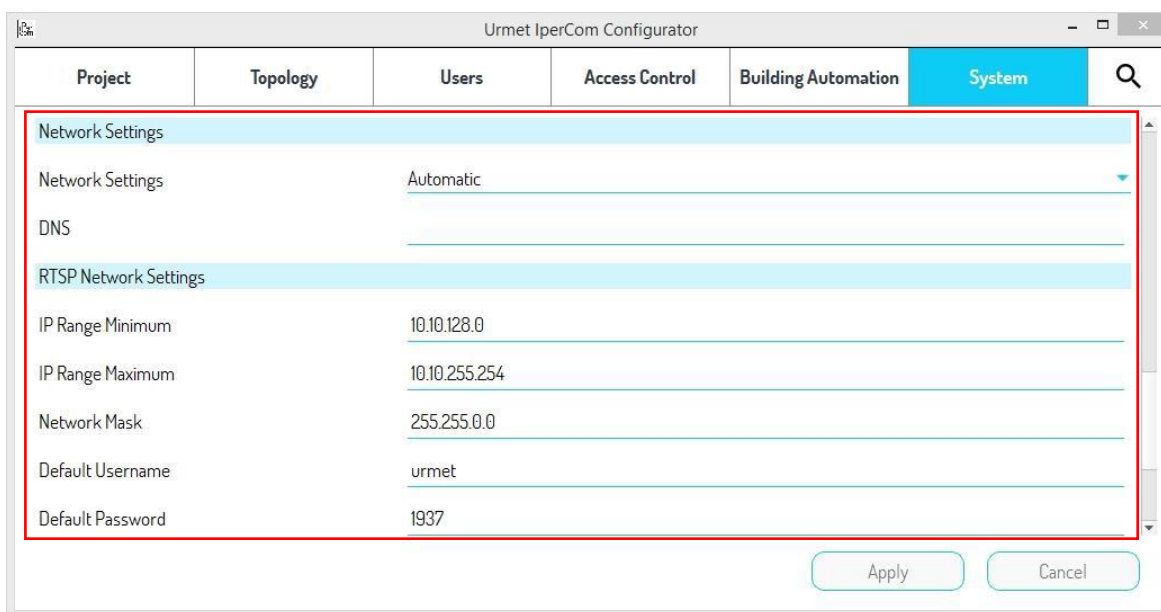 Urmet IperCom Configurator
Project Topology Users Access Control Building Automation System
Network Settings
Network Settings Automatic
DNS
RTSP Network Settings
IP Range Minimum 10.10.128.0
IP Range Maximum 10.10.255.254
Network Mask 255.255.0.0
Default Username urmet
Default Password 1937
Apply Cancel